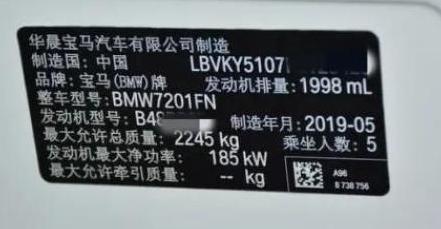 华晨宝马汽车有限公司制造
制造国：中国 LBVKY5107
品牌：宝马(BMW)牌 发动机排量：1998 mL
整车型号：BMW7201FN
发动机型号：B48 制造年月：2019-05
最大允许总质量：2245 kg 乘坐人数：5
发动机最大净功率：185 kW
最大允许牵引质量：-- kg
A96
8 738 756